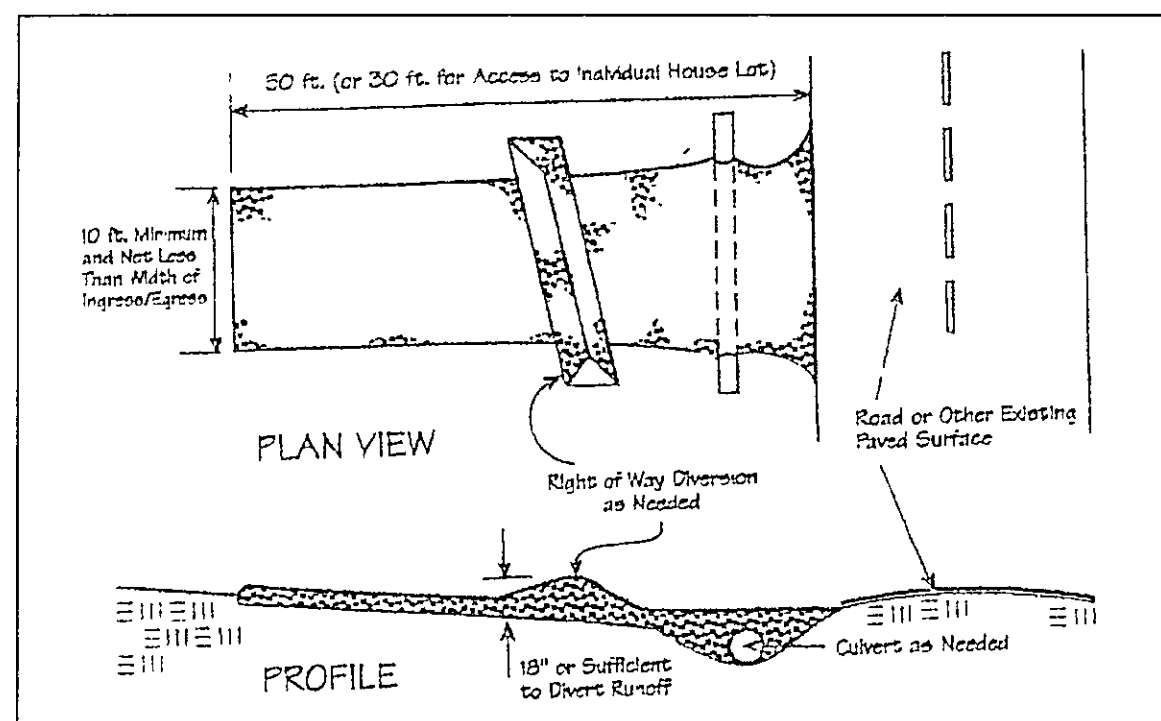 50 ft. (or 30 ft. for Access to Individual House Lot)
10 ft. Minimum
and Not Less
Than Width of
Ingress/Egress
PLAN VIEW
Right of Way Diversion
as Needed
Road or Other Existing
Paved Surface
18" or Sufficient
to Divert Runoff
Culvert as Needed
PROFILE